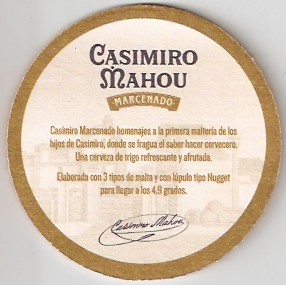 CASIMIRO
MAHOU
MARCENADO
Casimiro Marcenado homenajea a la primera maltería de los
hijos de Casimiro, donde se fragua el saber hacer cervecero.
Una cerveza de trigo refrescante y afrutada.
Elaborada con 3 tipos de malta y con lúpulo tipo Nugget
para llegar a los 4,9 grados.
Casimiro Mahou